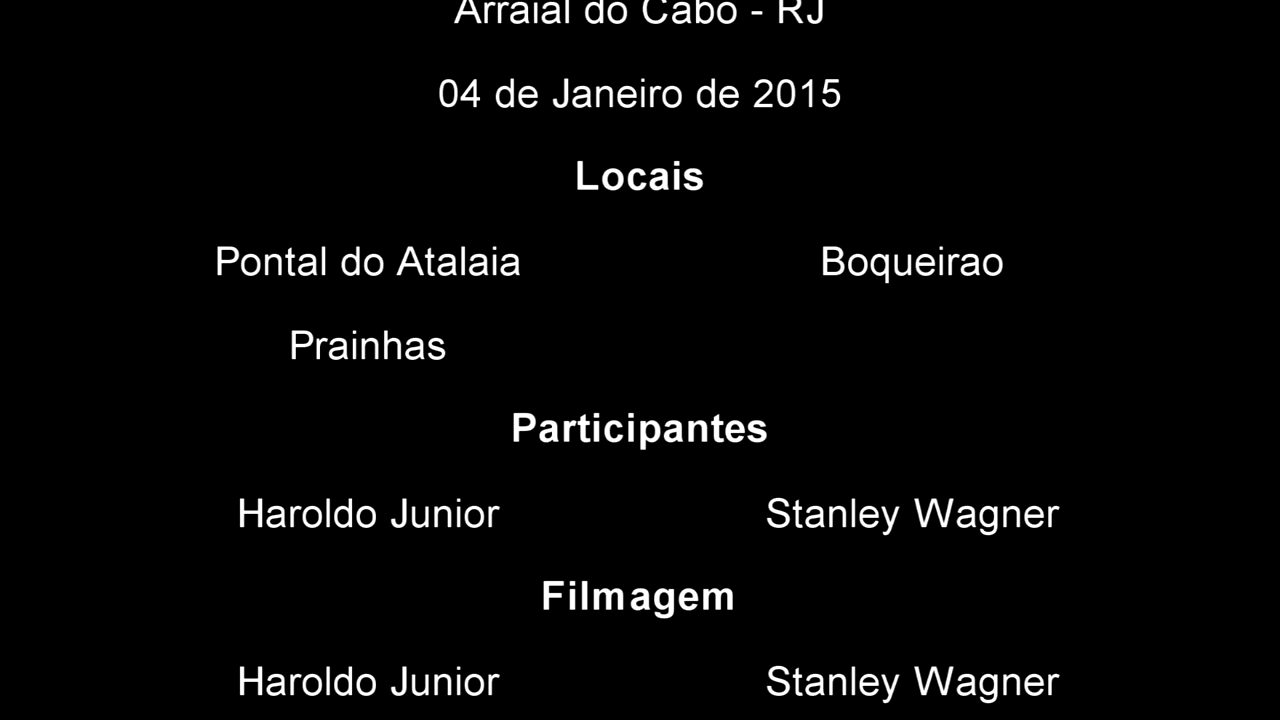 Arraial do Cabo - RJ
04 de Janeiro de 2015
Locais
Pontal do Atalaia Boqueirao
Prainhas
Participantes
Haroldo Junior Stanley Wagner
Filmagem
Haroldo Junior Stanley Wagner